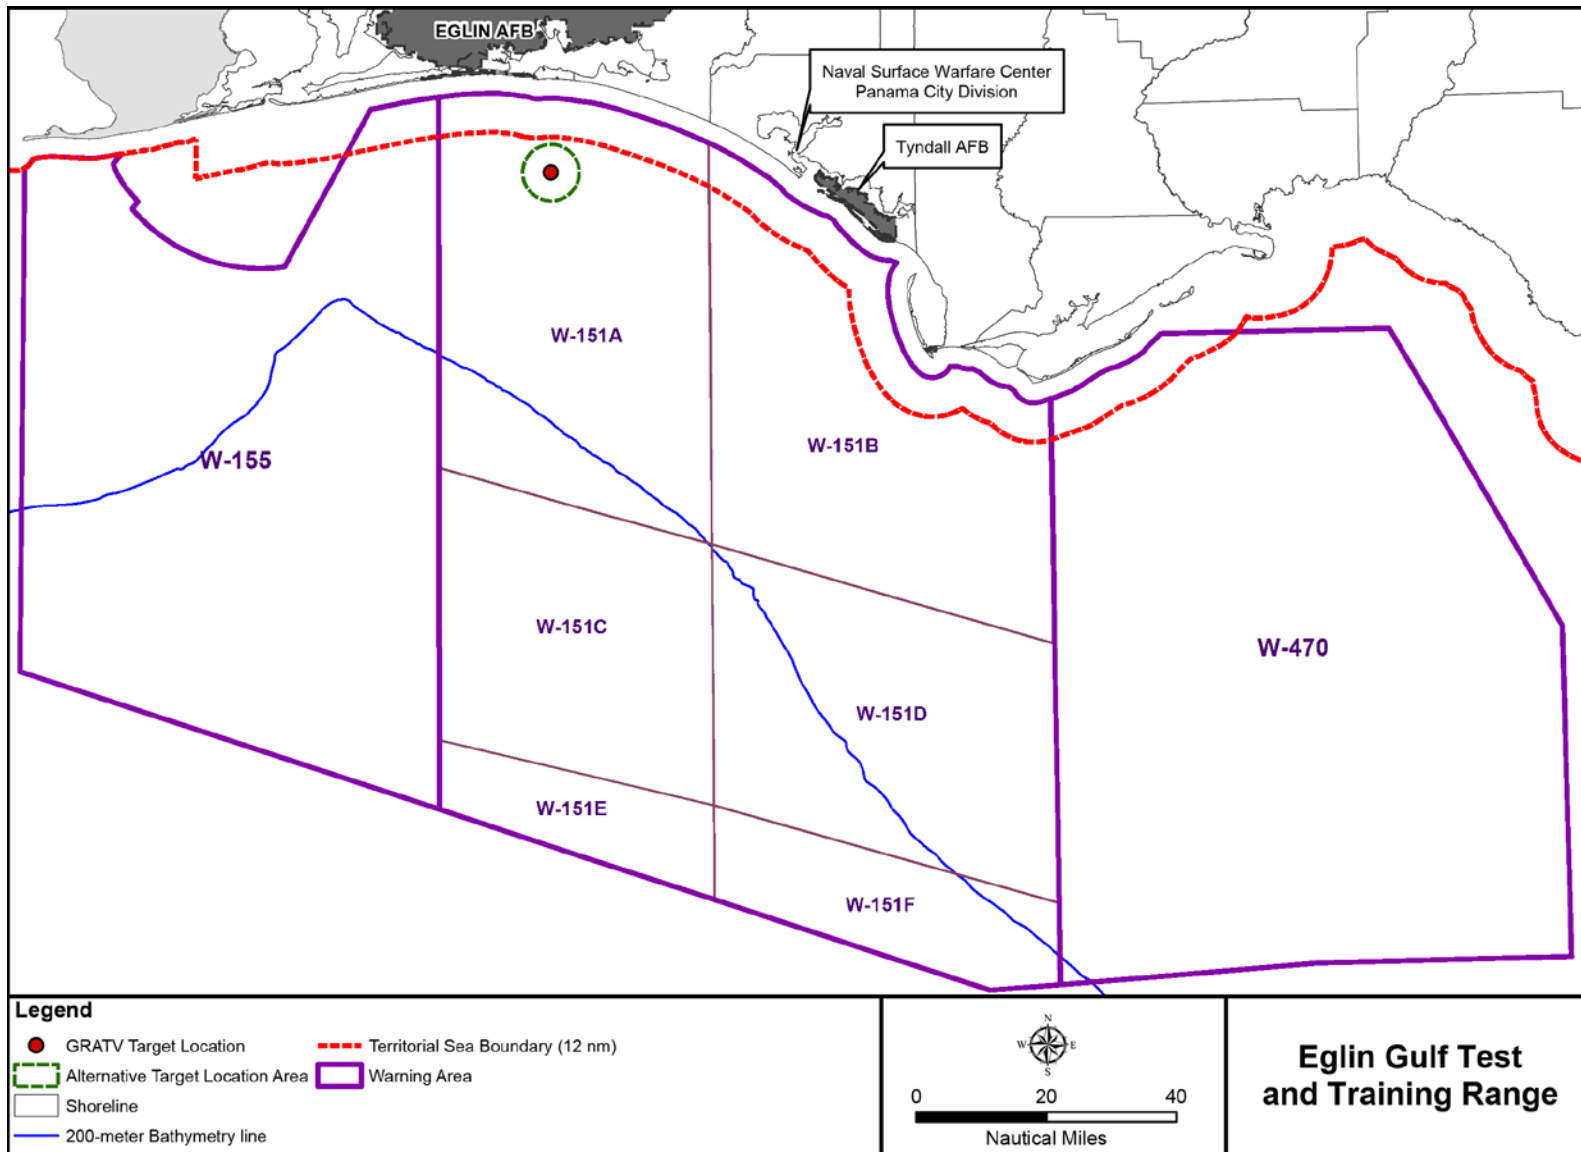 EGLIN AFB
Naval Surface Warfare Center
Panama City Division
Tyndall AFB
W-151A
W-151B
W-155
W-151C
W-470
W-151D
W-151E
W-151F
Legend
GRATV Target Location
Territorial Sea Boundary (12 nm)
Alternative Target Location Area
Warning Area
Shoreline
200-meter Bathymetry line
N
W
E
S
0 20 40
Nautical Miles
Eglin Gulf Test
and Training Range